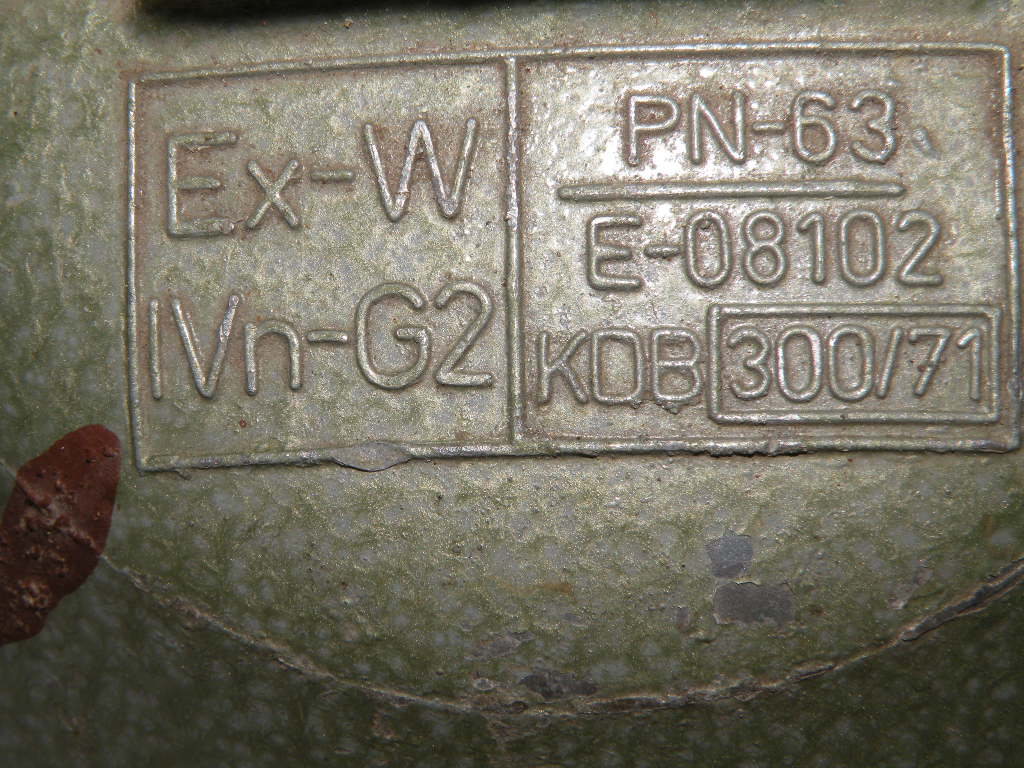 Ex-W
IVn-G2
PN-63
E-08102
KDB 300/71